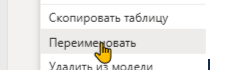 Скопировать таблицу
Переименовать
Удалить из модели